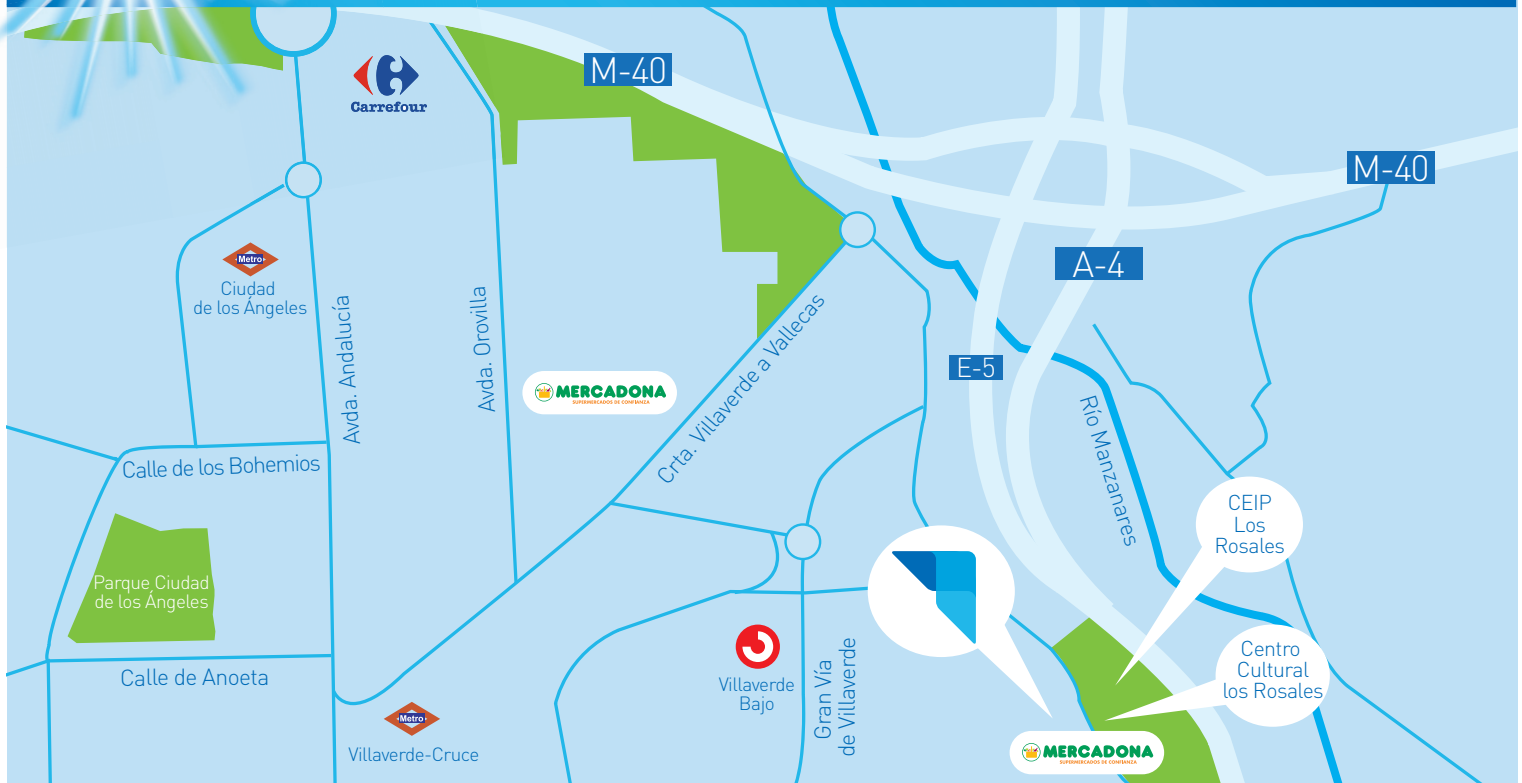 M-40
Carrefour
M-40
Metro
Ciudad
de los Ángeles
A-4
Avda. Andalucía
Avda. Orovilla
Crta. Villaverde a Vallecas
E-5
MERCADONA
SUPERMERCADOS DE CONFIANZA
Río Manzanares
Calle de los Bohemios
CEIP
Los
Rosales
Parque Ciudad
de los Ángeles
Calle de Anoeta
Villaverde
Bajo
Gran Vía
de Villaverde
Centro
Cultural
los Rosales
Metro
Villaverde-Cruce
MERCADONA
SUPERMERCADOS DE CONFIANZA